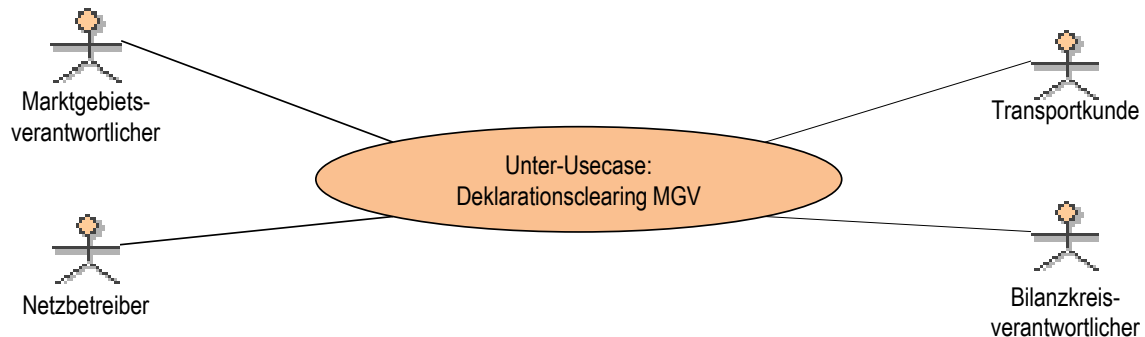 Marktgebiets-
verantwortlicher
Transportkunde
Unter-Usecase:
Deklarationsclearing MGV
Netzbetreiber
Bilanzkreis-
verantwortlicher